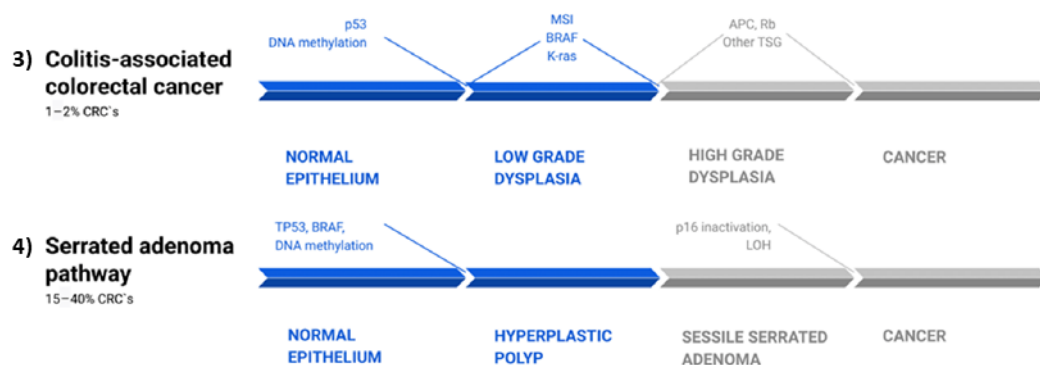 p53
DNA methylation
MSI
BRAF
K-ras
APC, Rb
Other TSG
3) Colitis-associated
colorectal cancer
1–2% CRC`s
NORMAL
EPITHELIUM
LOW GRADE
DYSPLASIA
HIGH GRADE
DYSPLASIA
CANCER
4) Serrated adenoma
pathway
15–40% CRC`s
TP53, BRAF,
DNA methylation
p16 inactivation,
LOH
NORMAL
EPITHELIUM
HYPERPLASTIC
POLYP
SESSILE SERRATED
ADENOMA
CANCER